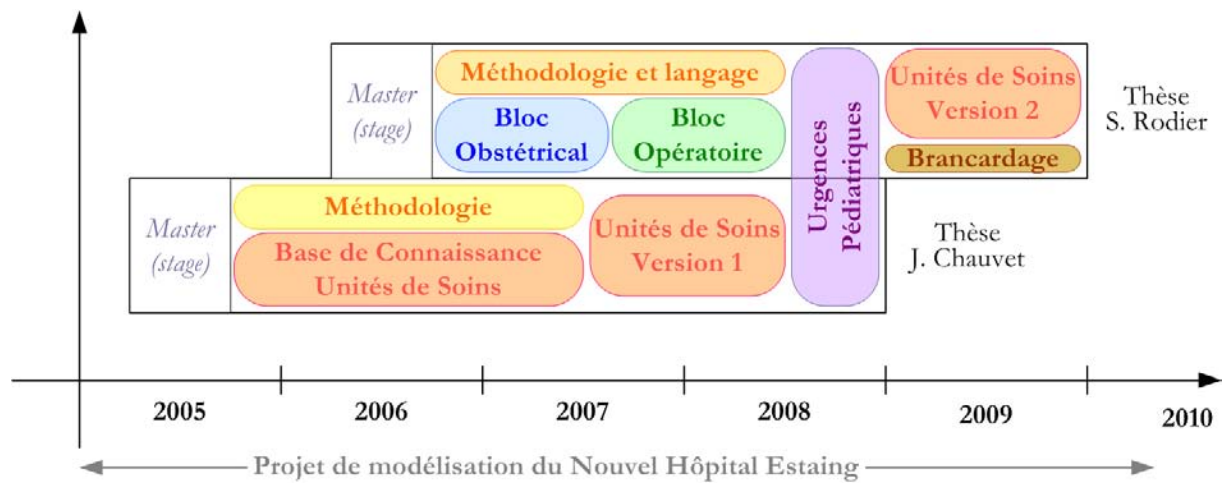 Master
(stage)
Méthodologie et langage
Bloc
Obstétrical
Bloc
Opératoire
Urgences
Pédiatriques
Unités de Soins
Version 2
Brancardage
Thèse
S. Rodier
Master
(stage)
Méthodologie
Base de Connaissance
Unités de Soins
Unités de Soins
Version 1
Thèse
J. Chauvet
2005 2006 2007 2008 2009 2010
Projet de modélisation du Nouvel Hôpital Estaing